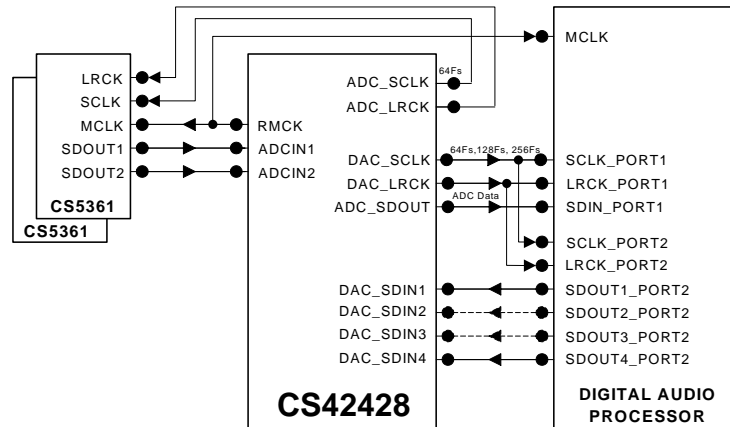 LRCK
SCLK
MCLK
SDOUT1
SDOUT2
CS5361
CS5361
RMCK
ADCIN1
ADCIN2
ADC_SCLK
ADC_LRCK
DAC_SCLK
DAC_LRCK
ADC_SDOUT
DAC_SDIN1
DAC_SDIN2
DAC_SDIN3
DAC_SDIN4
CS42428
64Fs
64Fs,128Fs, 256Fs
ADC Data
MCLK
SCLK_PORT1
LRCK_PORT1
SDIN_PORT1
SCLK_PORT2
LRCK_PORT2
SDOUT1_PORT2
SDOUT2_PORT2
SDOUT3_PORT2
SDOUT4_PORT2
DIGITAL AUDIO
PROCESSOR